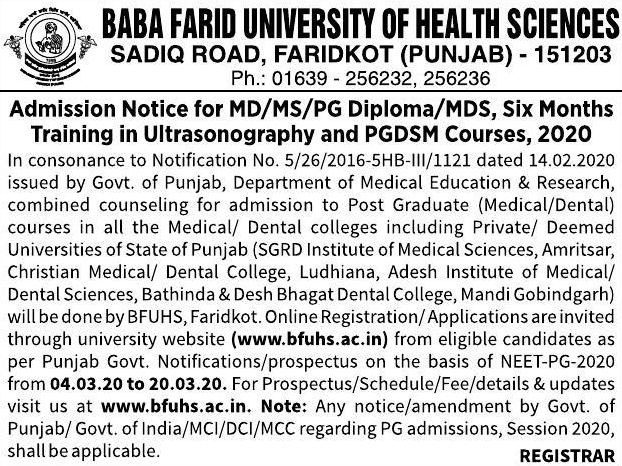 BABA FARID UNIVERSITY OF HEALTH SCIENCES
SADIQ ROAD, FARIDKOT (PUNJAB) - 151203
Ph.: 01639 - 256232, 256236
Admission Notice for MD/MS/PG Diploma/MDS, Six Months
Training in Ultrasonography and PGDSM Courses, 2020
In consonance to Notification No. 5/26/2016-5HB-III/1121 dated 14.02.2020
issued by Govt. of Punjab, Department of Medical Education & Research,
combined counseling for admission to Post Graduate (Medical/Dental)
courses in all the Medical/ Dental colleges including Private/ Deemed
Universities of State of Punjab (SGRD Institute of Medical Sciences, Amritsar,
Christian Medical/ Dental College, Ludhiana, Adesh Institute of Medical/
Dental Sciences, Bathinda & Desh Bhagat Dental College, Mandi Gobindgarh)
will be done by BFUHS, Faridkot. Online Registration/ Applications are invited
through university website (www.bfuhs.ac.in) from eligible candidates as
per Punjab Govt. Notifications/prospectus on the basis of NEET-PG-2020
from 04.03.20 to 20.03.20. For Prospectus/Schedule/Fee/details & updates
visit us at www.bfuhs.ac.in. Note: Any notice/amendment by Govt. of
Punjab/ Govt. of India/MCI/DCI/MCC regarding PG admissions, Session 2020,
shall be applicable.
REGISTRAR